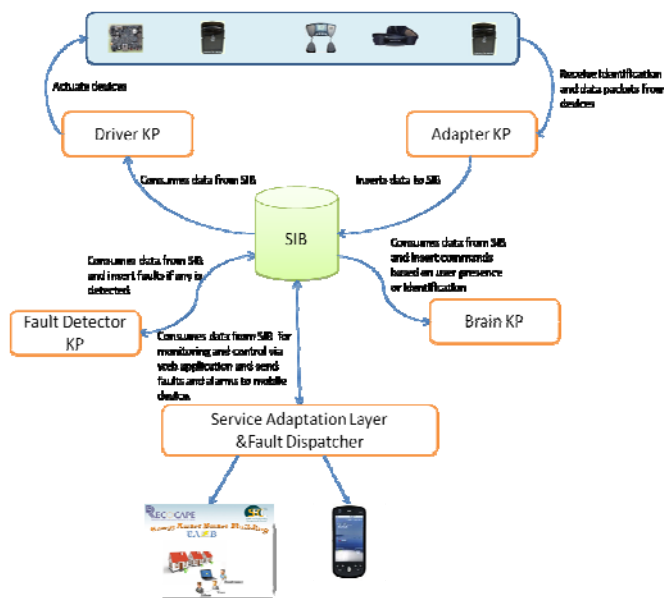 Actuate devices
Receive Identification
and data packets from
devices
Driver KP
Adapter KP
Consumes data from SIB
Inserts data to SIB
SIB
Consumes data from SIB
and insert faults if any is
detected
Consumes data from SIB
and insert commands
based on user presence
or identification
Fault Detector
KP
Brain KP
Consumes data from SIB for
monitoring and control via
web application and send
faults and alarms to mobile
device.
Service Adaptation Layer
&Fault Dispatcher
Smart Building